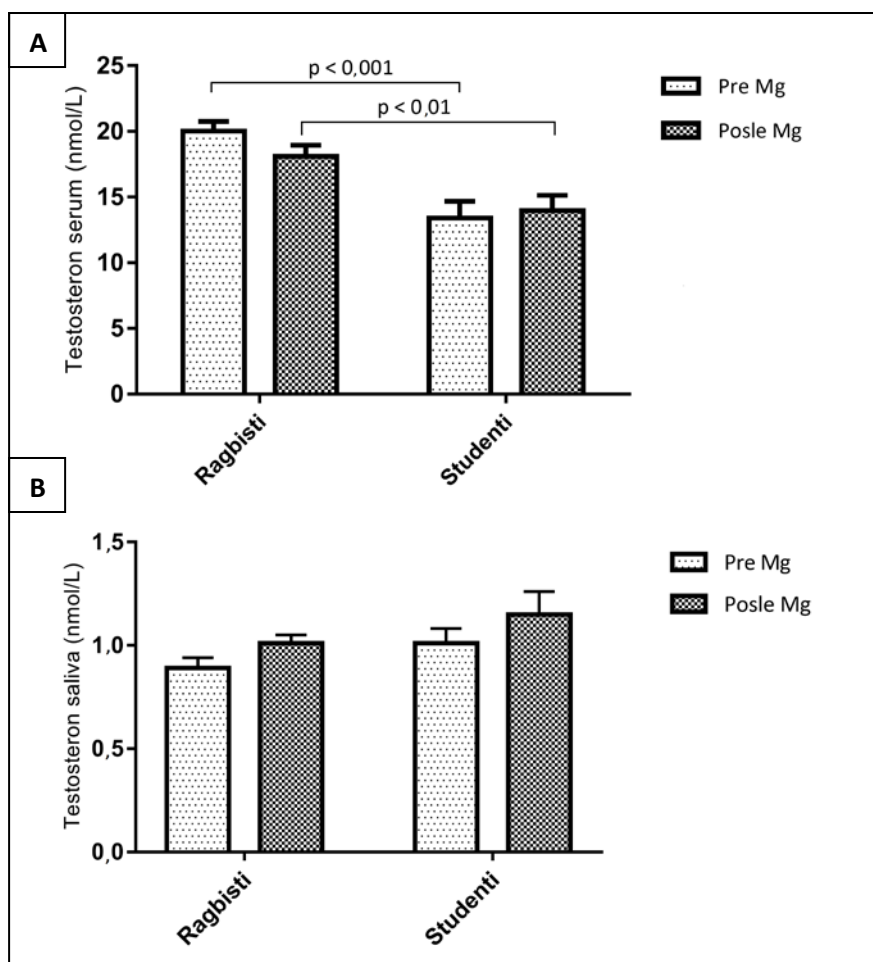 A
p < 0,001
p < 0,01
Testosteron serum (nmol/L)
25
20
15
10
5
0
Ragbisti
Studenti
Pre Mg
Posle Mg
B
Testosteron saliva (nmol/L)
1,5
1,0
0,5
0,0
Ragbisti
Studenti
Pre Mg
Posle Mg